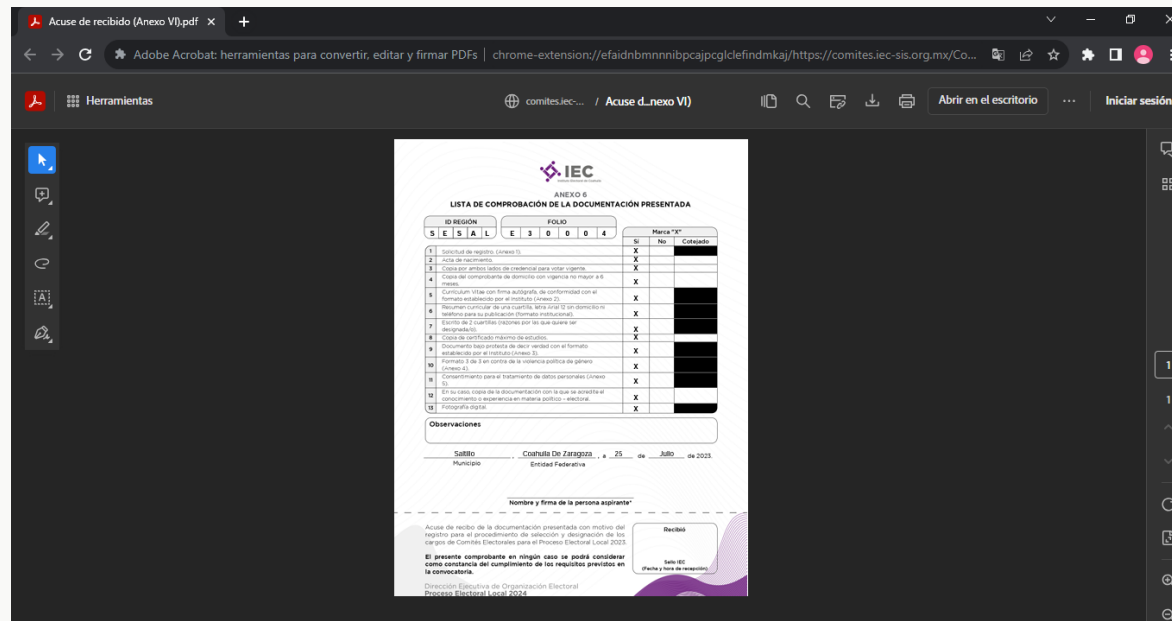 Acuse de recibido (Anexo VI).pdf
Adobe Acrobat: herramientas para convertir, editar y firmar PDFs | chrome-extension://efaidnbmnnnibpcajpcglclefindmkaj/https://comites.iec-sis.org.mx/Co...
Herramientas
comites.iec-... / Acuse d...nexo VI)
Abrir en el escritorio
Iniciar sesión
IEC
ANEXO 6
LISTA DE COMPROBACIÓN DE LA DOCUMENTACIÓN PRESENTADA
ID REGIÓN FOLIO
S E S A L E 3 0 0 0 4
Marca "X"
Sí No Cotejado
1 Solicitud de registro. (Anexo 1). X
2 Acta de nacimiento. X
3 Copia por ambos lados de credencial para votar vigente. X
4 Copia del comprobante de domicilio con vigencia no mayor a 6
meses. X
5 Curriculum Vitae con firma autógrafa, de conformidad con el
formato establecido por el Instituto (Anexo 2). X
6 Resumen curricular de una cuartilla, letra Arial 12 sin domicilio ni
teléfono para su publicación (formato institucional). X
7 Escrito de 2 cuartillas (razones por las que quiere ser
designada/o). X
8 Copia de certificado máximo de estudios. X
9 Documento bajo protesta de decir verdad con el formato
establecido por el Instituto (Anexo 3). X
10 Formato 3 de 3 en contra de la violencia política de género
(Anexo 4). X
11 Consentimiento para el tratamiento de datos personales (Anexo
5). X
12 En su caso, copia de la documentación con la que se acredite el
conocimiento o experiencia en materia político – electoral. X
13 Fotografía digital X
Observaciones
Saltillo , Coahuila De Zaragoza , a 25 de Julio de 2023.
Municipio Entidad Federativa
Nombre y firma de la persona aspirante*
Acuse de recibo de la documentación presentada con motivo del
registro para el procedimiento de selección y designación de los
cargos de Comités Electorales para el Proceso Electoral Local 2023.
El presente comprobante en ningún caso se podrá considerar
como constancia del cumplimiento de los requisitos previstos en
la convocatoria.
Recibió
Sello IEC
(Fecha y hora de recepción)
Dirección Ejecutiva de Organización Electoral
Proceso Electoral Local 2024
1
1